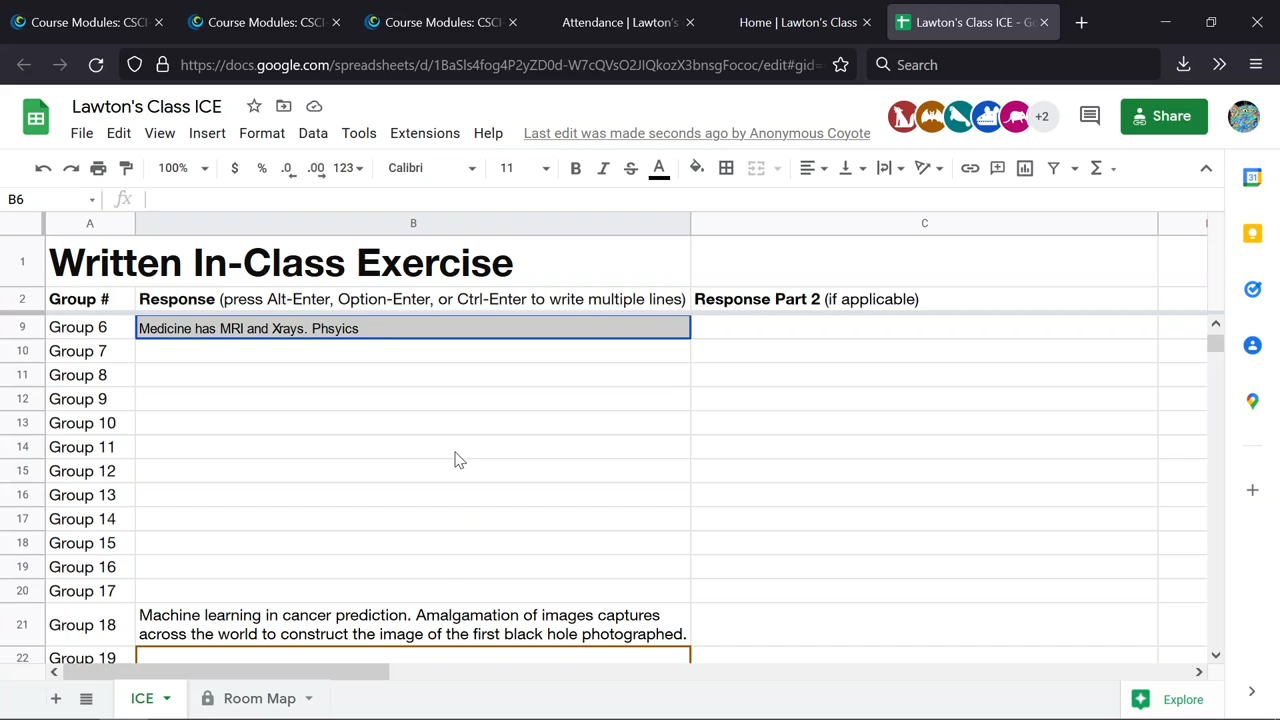 Course Modules: CSCI
Course Modules: CSCI
Course Modules: CSCI
Attendance | Lawton's
Home | Lawton's Class
Lawton's Class ICE - Go
https://docs.google.com/spreadsheets/d/1BaSls4fog4P2yZD0d-W7cQVsO2JIQkozX3bnsgFococ/edit#gid=
Search
Lawton's Class ICE
+2
Share
File Edit View Insert Format Data Tools Extensions Help Last edit was made seconds ago by Anonymous Coyote
100% $ % .0 .00 123 Calibri 11 B I S A
B6 fx
A B C
1 Written In-Class Exercise
2 Group # Response (press Alt-Enter, Option-Enter, or Ctrl-Enter to write multiple lines) Response Part 2 (if applicable)
9 Group 6 Medicine has MRI and Xrays. Phsyics
10 Group 7
11 Group 8
12 Group 9
13 Group 10
14 Group 11
15 Group 12
16 Group 13
17 Group 14
18 Group 15
19 Group 16
20 Group 17
21 Group 18 Machine learning in cancer prediction. Amalgamation of images captures
across the world to construct the image of the first black hole photographed.
22 Group 19
ICE Room Map Explore
31